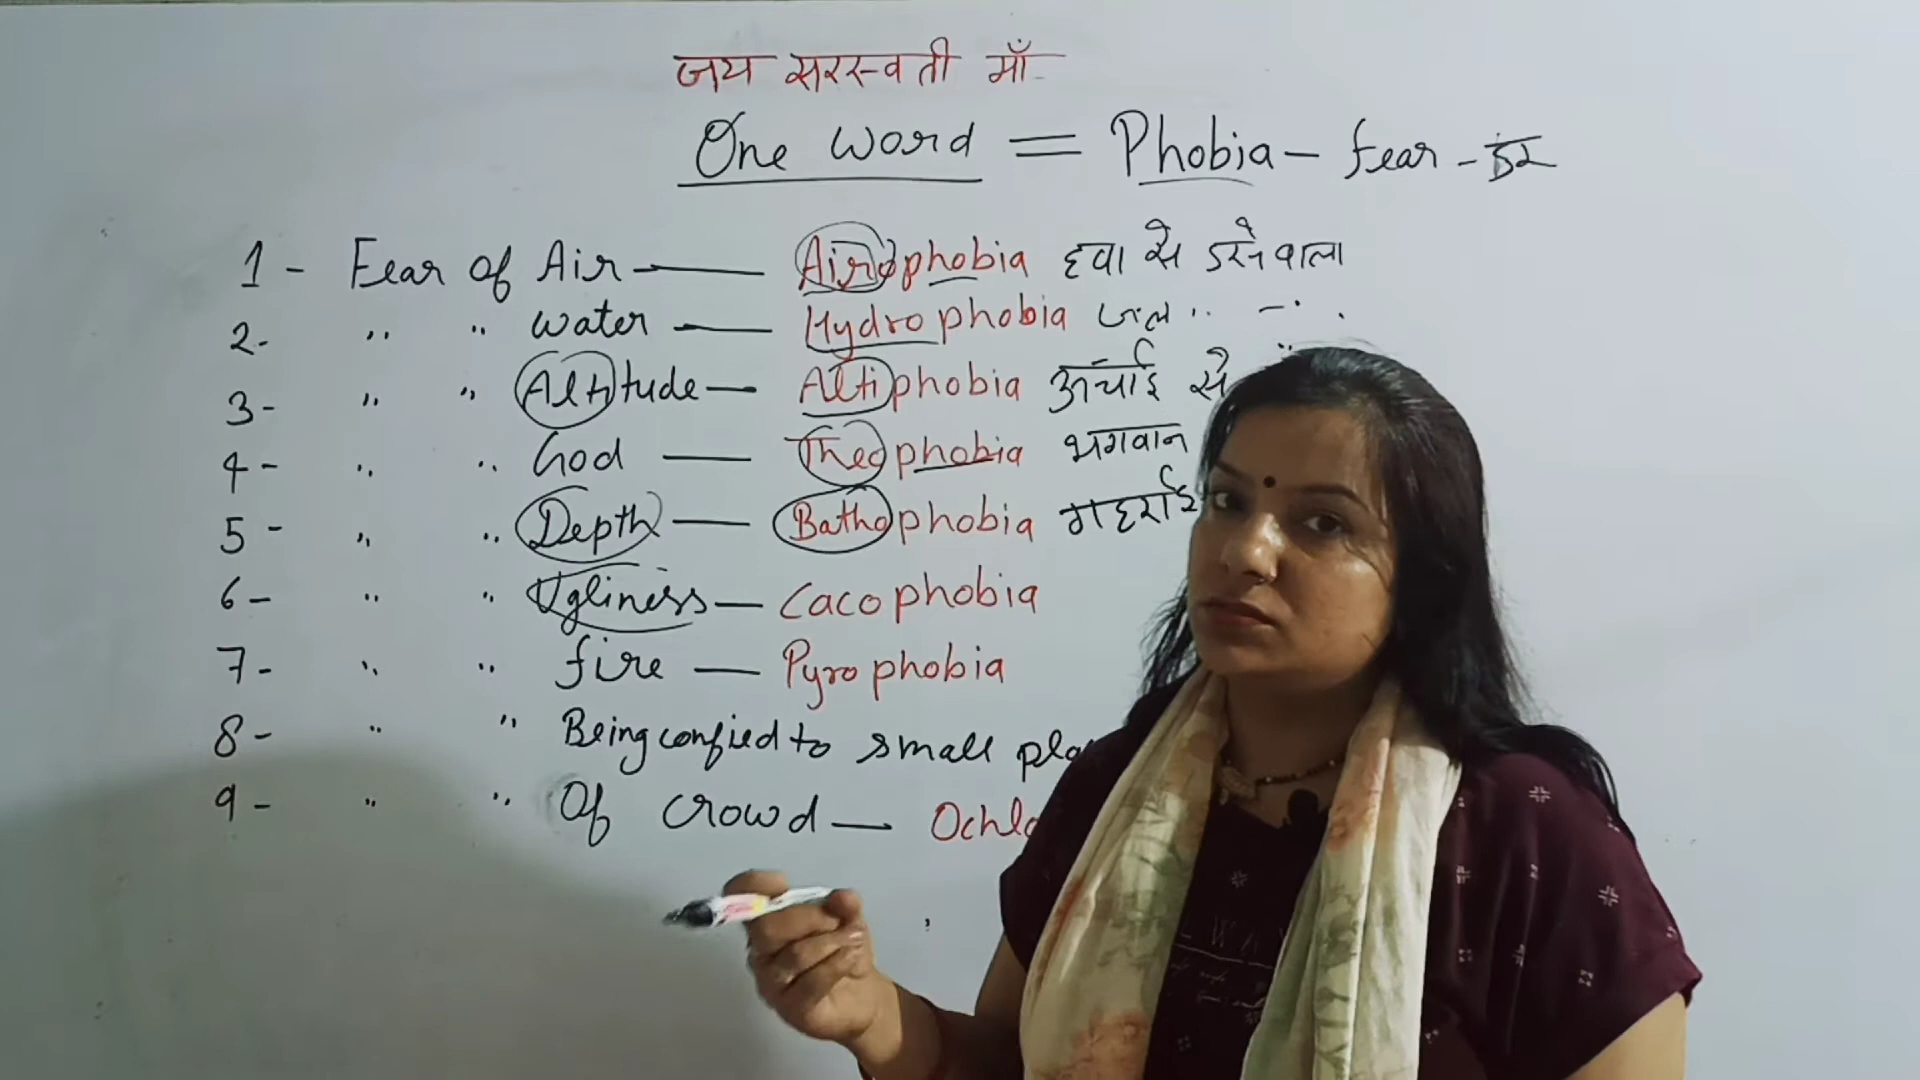 जय सरस्वती माँ
One word = Phobia - fear - डर
1 - Fear of Air — Airophobia हवा से डरने वाला
2 - " " water — Hydrophobia जल " - "
3 - " " Altitude — Altiphobia ऊँचाई से "
4 - " " God — Theophobia भगवान
5 - " " Depth — Bathophobia गहराई
6 - " " Ugliness — Cacophobia
7 - " " fire — Pyrophobia
8 - " " Being confied to small
9 - " " Of Crowd —